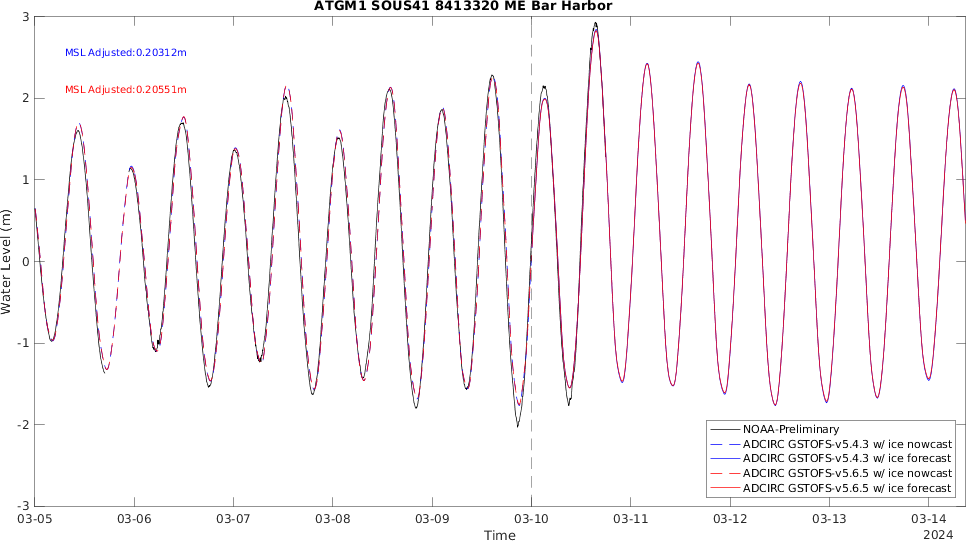 ATGM1 SOUS41 8413320 ME Bar Harbor
3
2
1
0
-1
-2
-3
Water Level (m)
MSL Adjusted:0.20312m
MSL Adjusted:0.20551m
NOAA-Preliminary
ADCIRC GSTOFS-v5.4.3 w/ ice nowcast
ADCIRC GSTOFS-v5.4.3 w/ ice forecast
ADCIRC GSTOFS-v5.6.5 w/ ice nowcast
ADCIRC GSTOFS-v5.6.5 w/ ice forecast
03-05 03-06 03-07 03-08 03-09 03-10 03-11 03-12 03-13 03-14
Time
2024